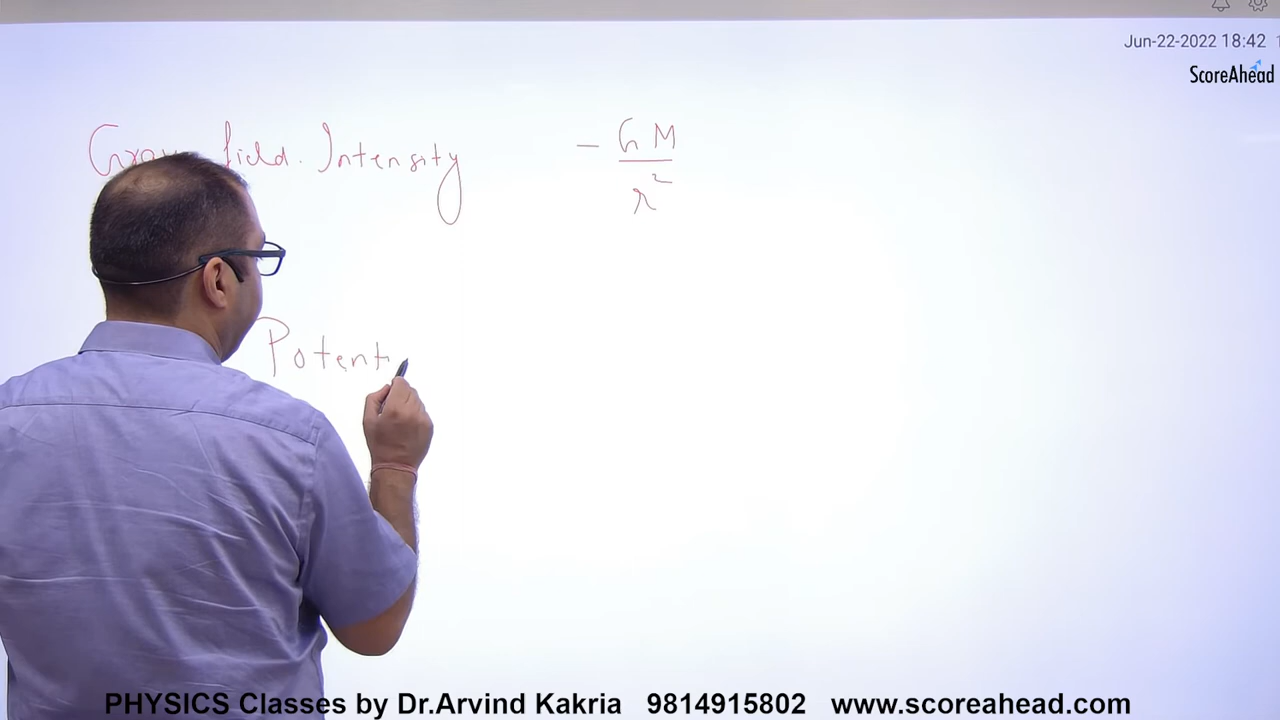 Jun-22-2022 18:42
ScoreAhead
field. Intensity - GM / r²
Potent
PHYSICS Classes by Dr.Arvind Kakria 9814915802 www.scoreahead.com